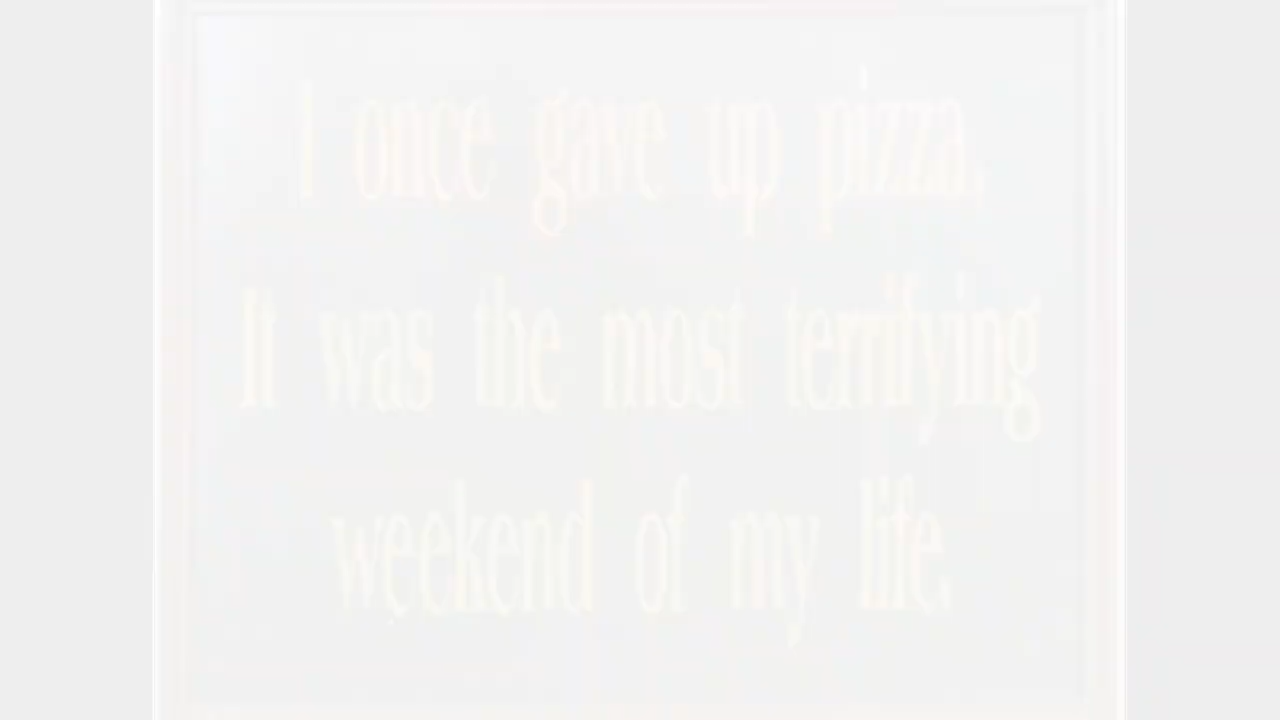 I once gave up pizza.
It was the most terrifying
weekend of my life.